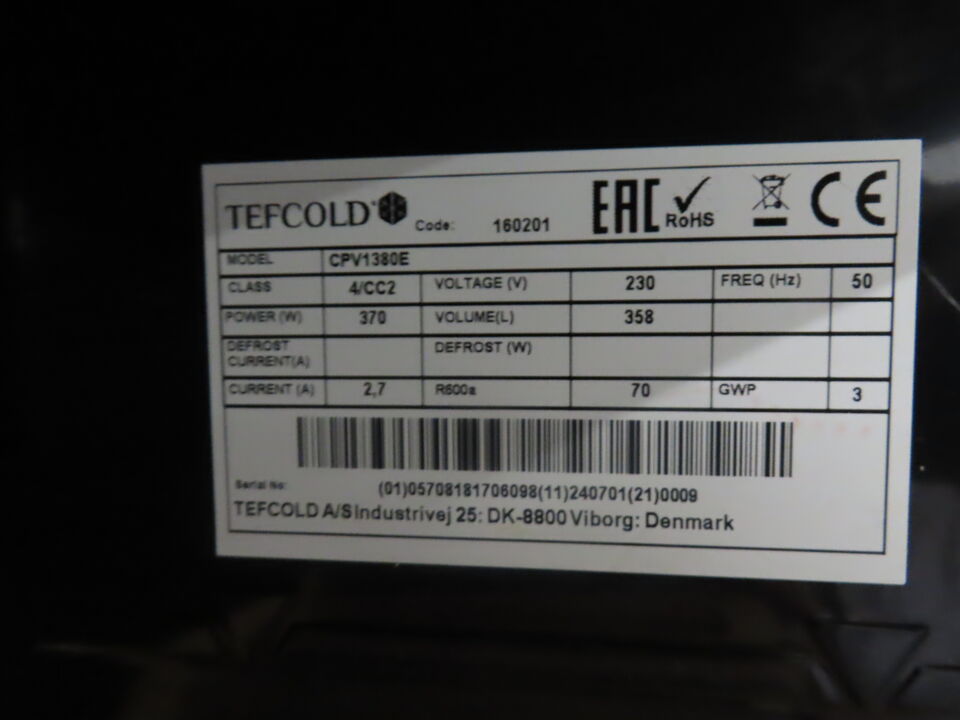 TEFCOLD Code: 160201 EAC RoHS CE
MODEL CPV1380E
CLASS 4/CC2 VOLTAGE (V) 230 FREQ (Hz) 50
POWER (W) 370 VOLUME(L) 358
DEFROST CURRENT(A) DEFROST (W)
CURRENT (A) 2,7 R600a 70 GWP 3
Serial No: (01)05708181706098(11)240701(21)0009
TEFCOLD A/S Industrivej 25: DK-8800 Viborg: Denmark